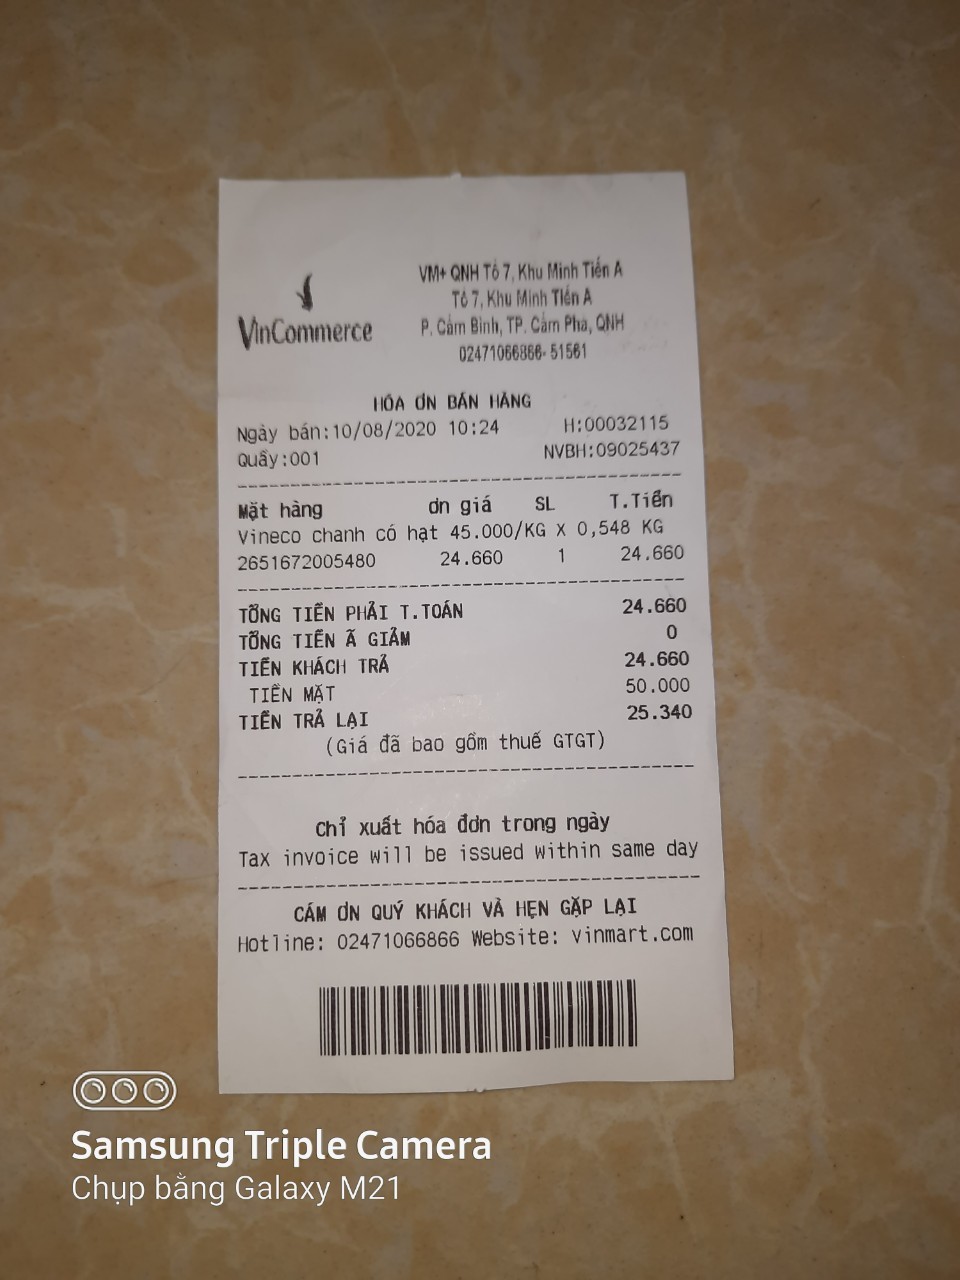 VinCommerce
VM+ QNH Tổ 7, Khu Minh Tiến A
Tổ 7, Khu Minh Tiến A
P. Cẩm Bình, TP. Cẩm Phả, QNH
02471066866- 51561
HÓA ƠN BÁN HÀNG
Ngày bán:10/08/2020 10:24 H:00032115
Quầy:001 NVBH:09025437
Mặt hàng ơn giá SL T.Tiền
Vineco chanh có hạt 45.000/KG X 0,548 KG
2651672005480 24.660 1 24.660
TỔNG TIỀN PHẢI T.TOÁN 24.660
TỔNG TIỀN Ã GIẢM 0
TIỀN KHÁCH TRẢ 24.660
TIỀN MẶT 50.000
TIỀN TRẢ LẠI 25.340
(Giá đã bao gồm thuế GTGT)
Chỉ xuất hóa đơn trong ngày
Tax invoice will be issued within same day
CÁM ƠN QUÝ KHÁCH VÀ HẸN GẶP LẠI
Hotline: 02471066866 Website: vinmart.com
Samsung Triple Camera
Chụp bằng Galaxy M21